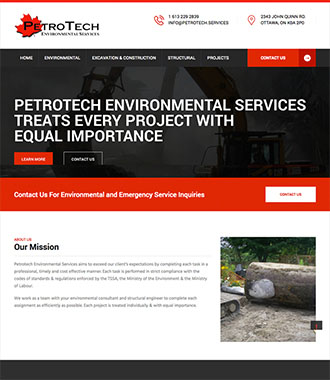 PETROTECH
ENVIRONMENTAL SERVICES
1 613 229 2839
INFO@PETROTECH.SERVICES
2343 JOHN QUINN RD.
OTTAWA, ON K0A 2P0
HOME
ENVIRONMENTAL
EXCAVATION & CONSTRUCTION
STRUCTURAL
PROJECTS
CONTACT US
PETROTECH ENVIRONMENTAL SERVICES
TREATS EVERY PROJECT WITH
EQUAL IMPORTANCE
LEARN MORE
CONTACT US
Contact Us For Environmental and Emergency Service Inquiries
CONTACT US
ABOUT US
Our Mission
Petrotech Environmental Services aims to exceed our client's expectations by completing each task in a
professional, timely and cost effective manner. Each task is performed in strict compliance with the
codes of standards & regulations enforced by the TSSA, the Ministry of the Environment & the Ministry
of Labour.
We work as a team with your environmental consultant and structural engineer to complete each
assignment as efficiently as possible. Each project is treated individually & with equal importance.